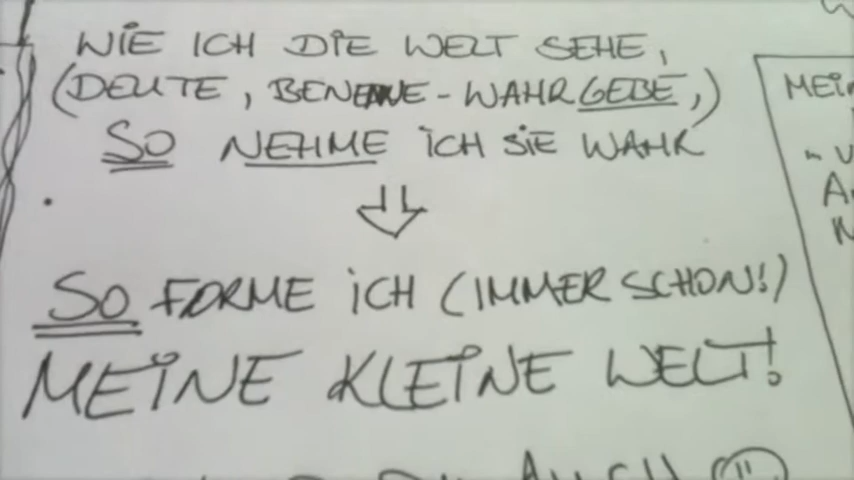 WIE ICH DIE WELT SEHE,
(DEUTE, BENENNE - WAHRGEBE,)
SO NEHME ICH SIE WAHR
SO FORME ICH (IMMER SCHON!)
MEINE KLEINE WELT!
AUCH